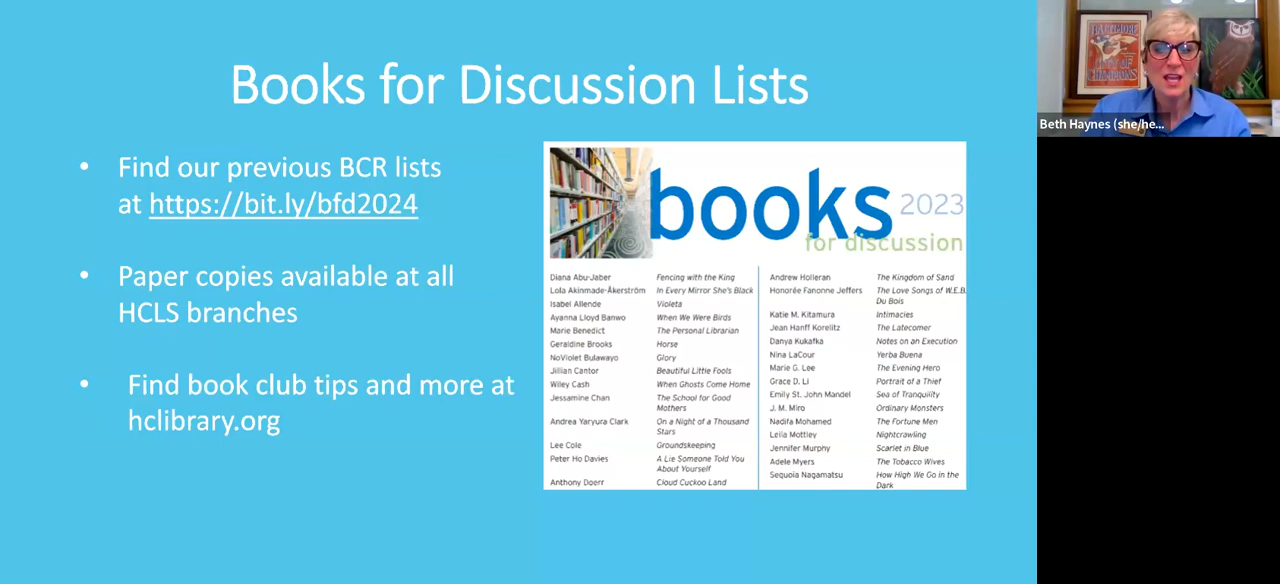 Books for Discussion Lists
• Find our previous BCR lists
at https://bit.ly/bfd2024
• Paper copies available at all
HCLS branches
• Find book club tips and more at
hclibrary.org
books 2023
for discussion
Diana Abu-Jaber Fencing with the King
Lola Akinmade-Åkerström In Every Mirror She's Black
Isabel Allende Violeta
Ayanna Lloyd Banwo When We Were Birds
Marie Benedict The Personal Librarian
Geraldine Brooks Horse
NoViolet Bulawayo Glory
Jillian Cantor Beautiful Little Fools
Wiley Cash When Ghosts Come Home
Jessamine Chan The School for Good
Mothers
Andrea Yaryura Clark On a Night of a Thousand
Stars
Lee Cole Groundskeeping
Peter Ho Davies A Lie Someone Told You
About Yourself
Anthony Doerr Cloud Cuckoo Land
Andrew Holleran The Kingdom of Sand
Honorée Fanonne Jeffers The Love Songs of W.E.B.
Du Bois
Katie M. Kitamura Intimacies
Jean Hanff Korelitz The Latecomer
Danya Kukafka Notes on an Execution
Nina LaCour Yerba Buena
Marie G. Lee The Evening Hero
Grace D. Li Portrait of a Thief
Emily St. John Mandel Sea of Tranquility
J. M. Miro Ordinary Monsters
Nadifa Mohamed The Fortune Men
Leila Mottley Nightcrawling
Jennifer Murphy Scarlet in Blue
Adele Myers The Tobacco Wives
Sequoia Nagamatsu How High We Go in the
Dark
BALTIMORE
CITY OF
CHAMPIONS
Beth Haynes (she/he...